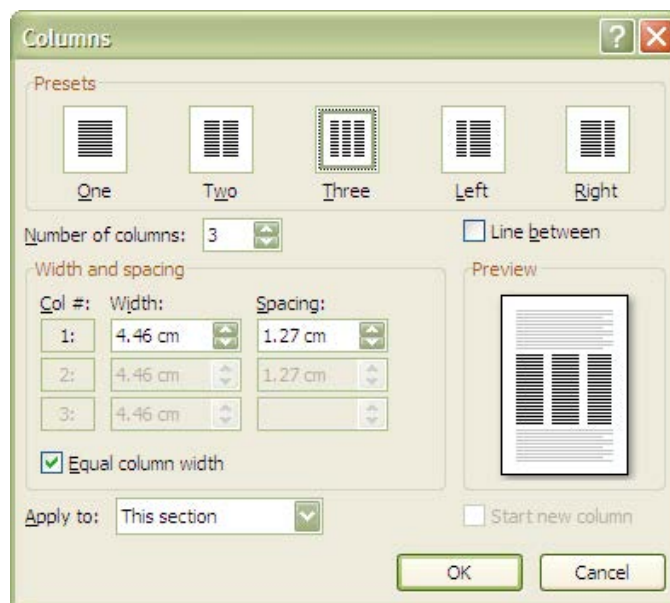 Columns
Presets
One Two Three Left Right
Number of columns: 3 Line between
Width and spacing Preview
Col #: Width: Spacing:
1: 4.46 cm 1.27 cm
2: 4.46 cm 1.27 cm
3: 4.46 cm
Equal column width
Apply to: This section Start new column
OK Cancel